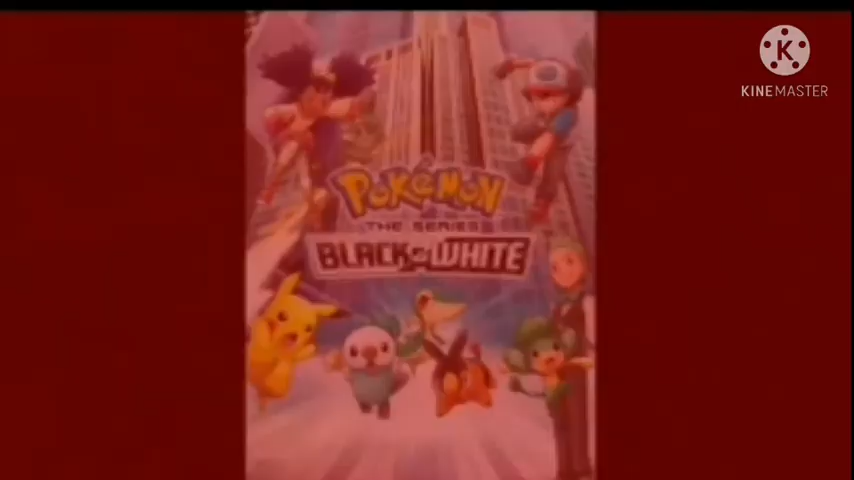 KINEMASTER
POKéMON
THE SERIES
BLACK & WHITE